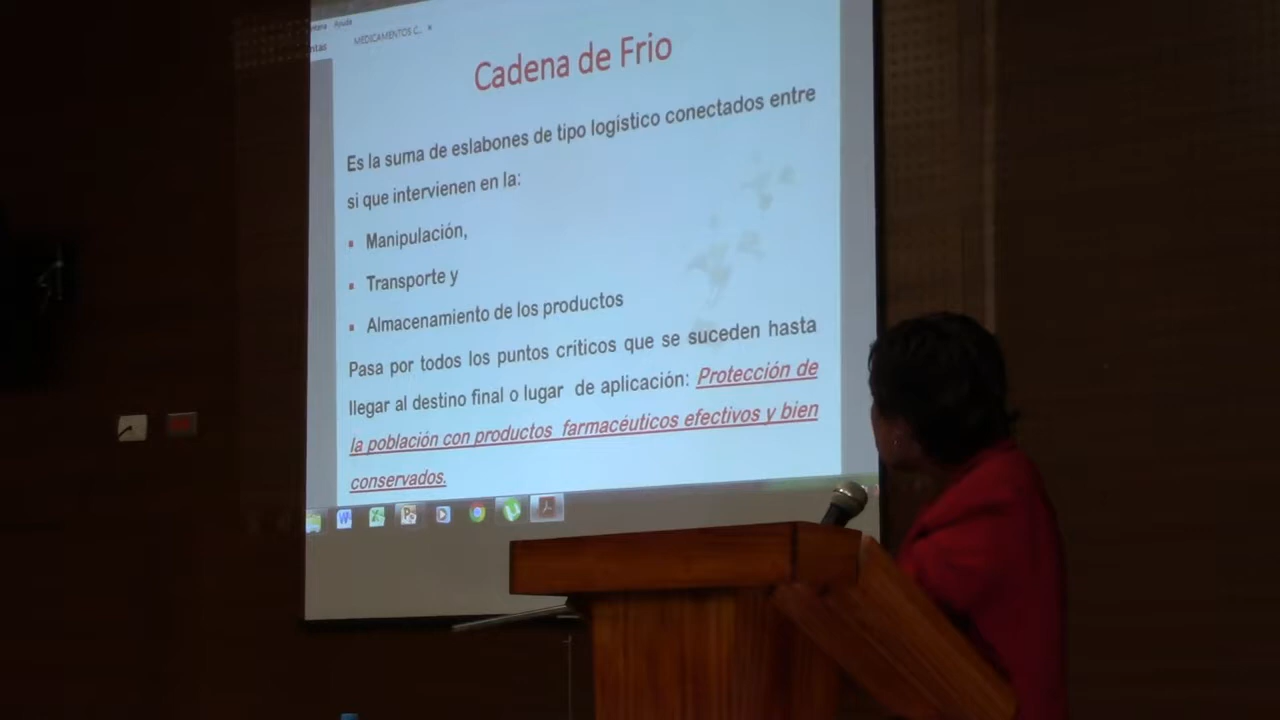 Ayuda
MEDICAMENTOS C...
Cadena de Frio
Es la suma de eslabones de tipo logístico conectados entre
si que intervienen en la:
▪ Manipulación,
▪ Transporte y
▪ Almacenamiento de los productos
Pasa por todos los puntos criticos que se suceden hasta
llegar al destino final o lugar de aplicación: Protección de
la población con productos farmacéuticos efectivos y bien
conservados.